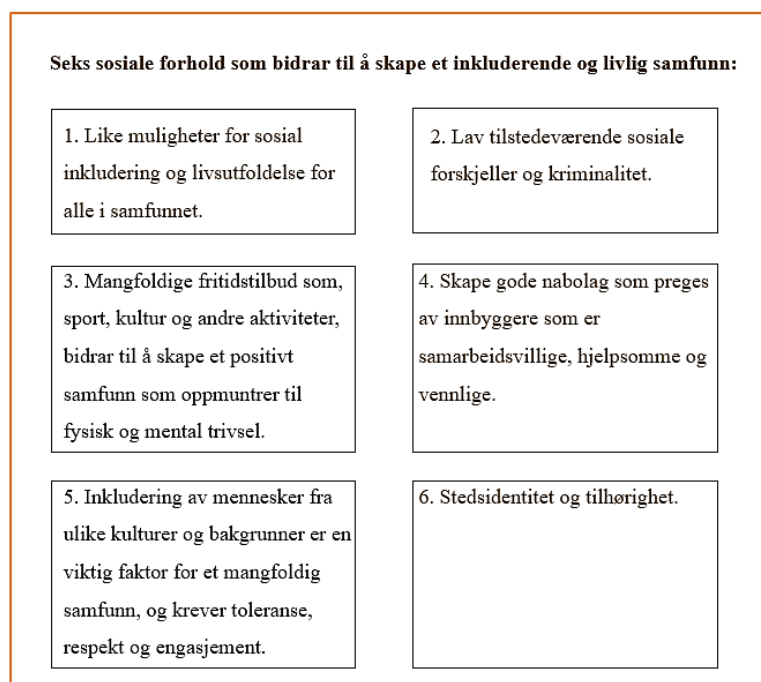 Seks sosiale forhold som bidrar til å skape et inkluderende og livlig samfunn:
1. Like muligheter for sosial
inkludering og livsutfoldelse for
alle i samfunnet.
2. Lav tilstedeværende sosiale
forskjeller og kriminalitet.
3. Mangfoldige fritidstilbud som,
sport, kultur og andre aktiviteter,
bidrar til å skape et positivt
samfunn som oppmuntrer til
fysisk og mental trivsel.
4. Skape gode nabolag som preges
av innbyggere som er
samarbeidsvillige, hjelpsomme og
vennlige.
5. Inkludering av mennesker fra
ulike kulturer og bakgrunner er en
viktig faktor for et mangfoldig
samfunn, og krever toleranse,
respekt og engasjement.
6. Stedsidentitet og tilhørighet.